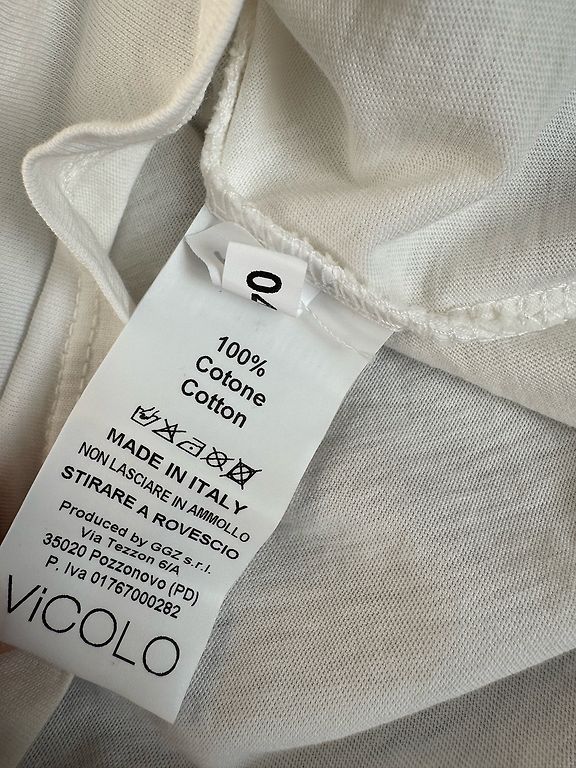 100%
Cotone
Cotton
MADE IN ITALY
NON LASCIARE IN AMMOLLO
STIRARE A ROVESCIO
Produced by GGZ s.r.l.
Via Tezzon 6/A
35020 Pozzonovo (PD)
P. Iva 01767000282
ViCOLO